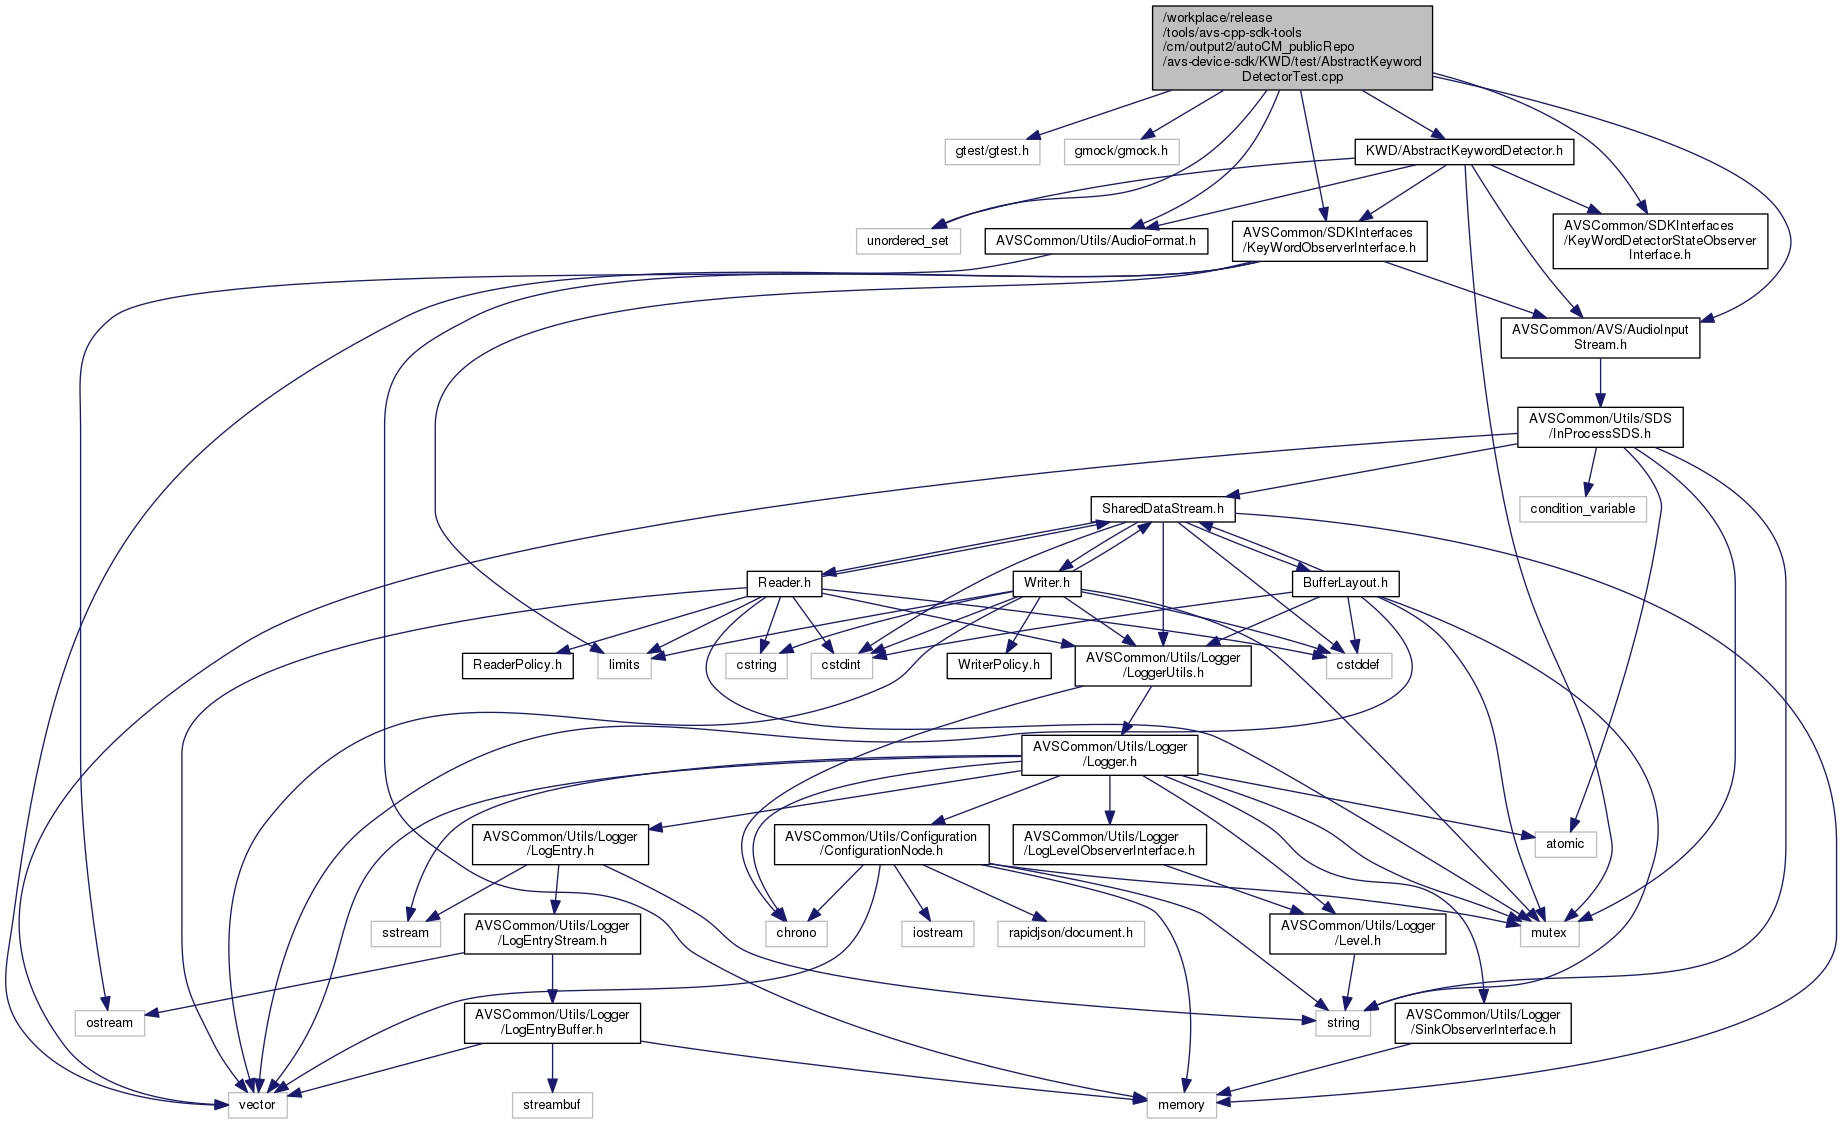 /workplace/release
/tools/avs-cpp-sdk-tools
/cm/output2/autoCM_publicRepo
/avs-device-sdk/KWD/test/AbstractKeyword
DetectorTest.cpp
gtest/gtest.h
gmock/gmock.h
KWD/AbstractKeywordDetector.h
unordered_set
AVSCommon/Utils/AudioFormat.h
AVSCommon/SDKInterfaces
/KeyWordObserverInterface.h
AVSCommon/SDKInterfaces
/KeyWordDetectorStateObserver
Interface.h
AVSCommon/AVS/AudioInput
Stream.h
AVSCommon/Utils/SDS
/InProcessSDS.h
SharedDataStream.h
condition_variable
Reader.h
Writer.h
BufferLayout.h
ReaderPolicy.h
limits
cstring
cstdint
WriterPolicy.h
AVSCommon/Utils/Logger
/LoggerUtils.h
cstddef
AVSCommon/Utils/Logger
/Logger.h
AVSCommon/Utils/Logger
/LogEntry.h
AVSCommon/Utils/Configuration
/ConfigurationNode.h
AVSCommon/Utils/Logger
/LogLevelObserverInterface.h
atomic
sstream
AVSCommon/Utils/Logger
/LogEntryStream.h
chrono
iostream
rapidjson/document.h
AVSCommon/Utils/Logger
/Level.h
mutex
ostream
AVSCommon/Utils/Logger
/LogEntryBuffer.h
string
AVSCommon/Utils/Logger
/SinkObserverInterface.h
vector
streambuf
memory